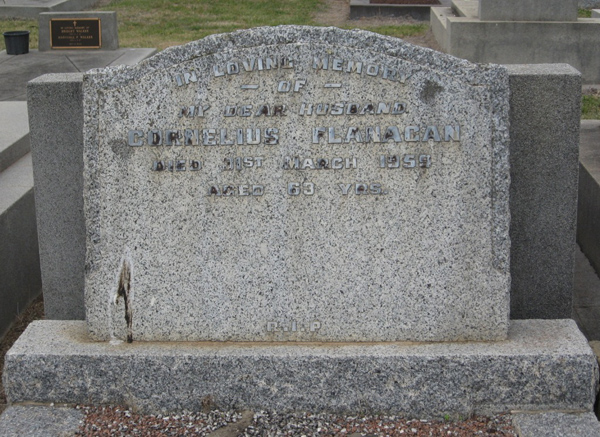 IN LOVING MEMORY
- OF -
MY DEAR HUSBAND
CORNELIUS FLANAGAN
DIED 21ST MARCH 1959
AGED 63 YRS.
R.I.P.